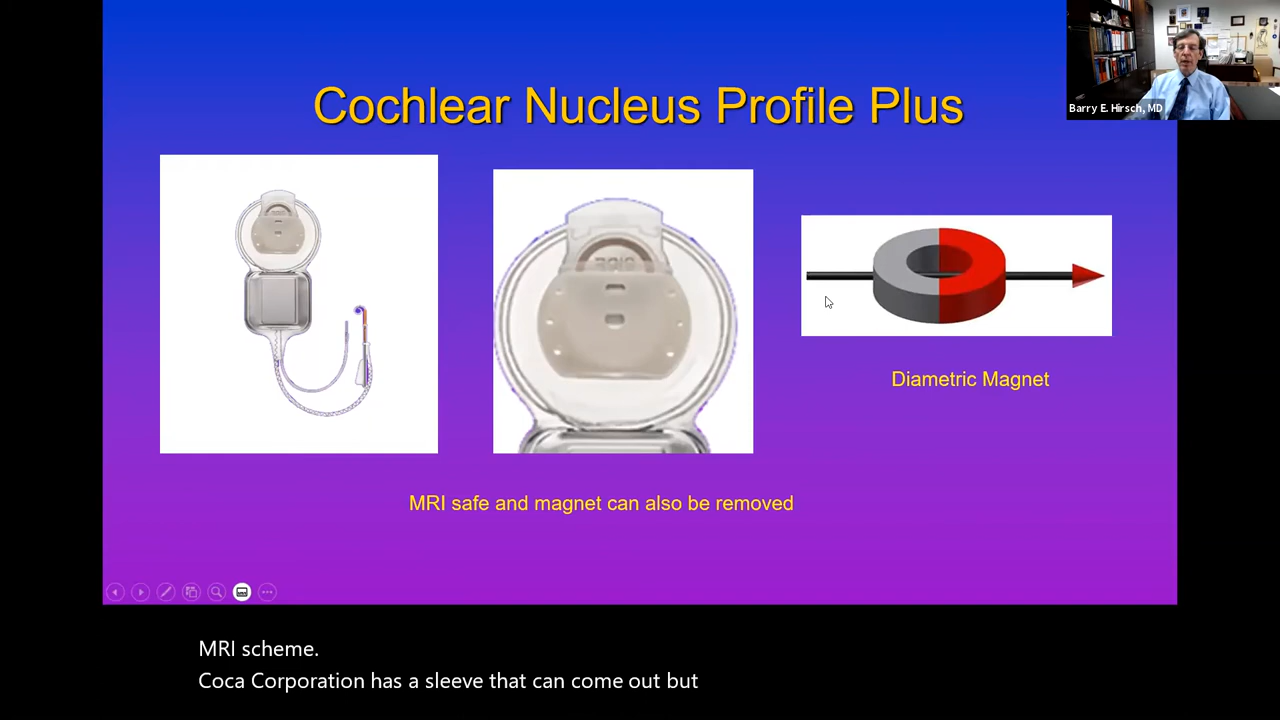 Cochlear Nucleus Profile Plus
Barry E. Hirsch, MD
Diametric Magnet
MRI safe and magnet can also be removed
MRI scheme.
Coca Corporation has a sleeve that can come out but